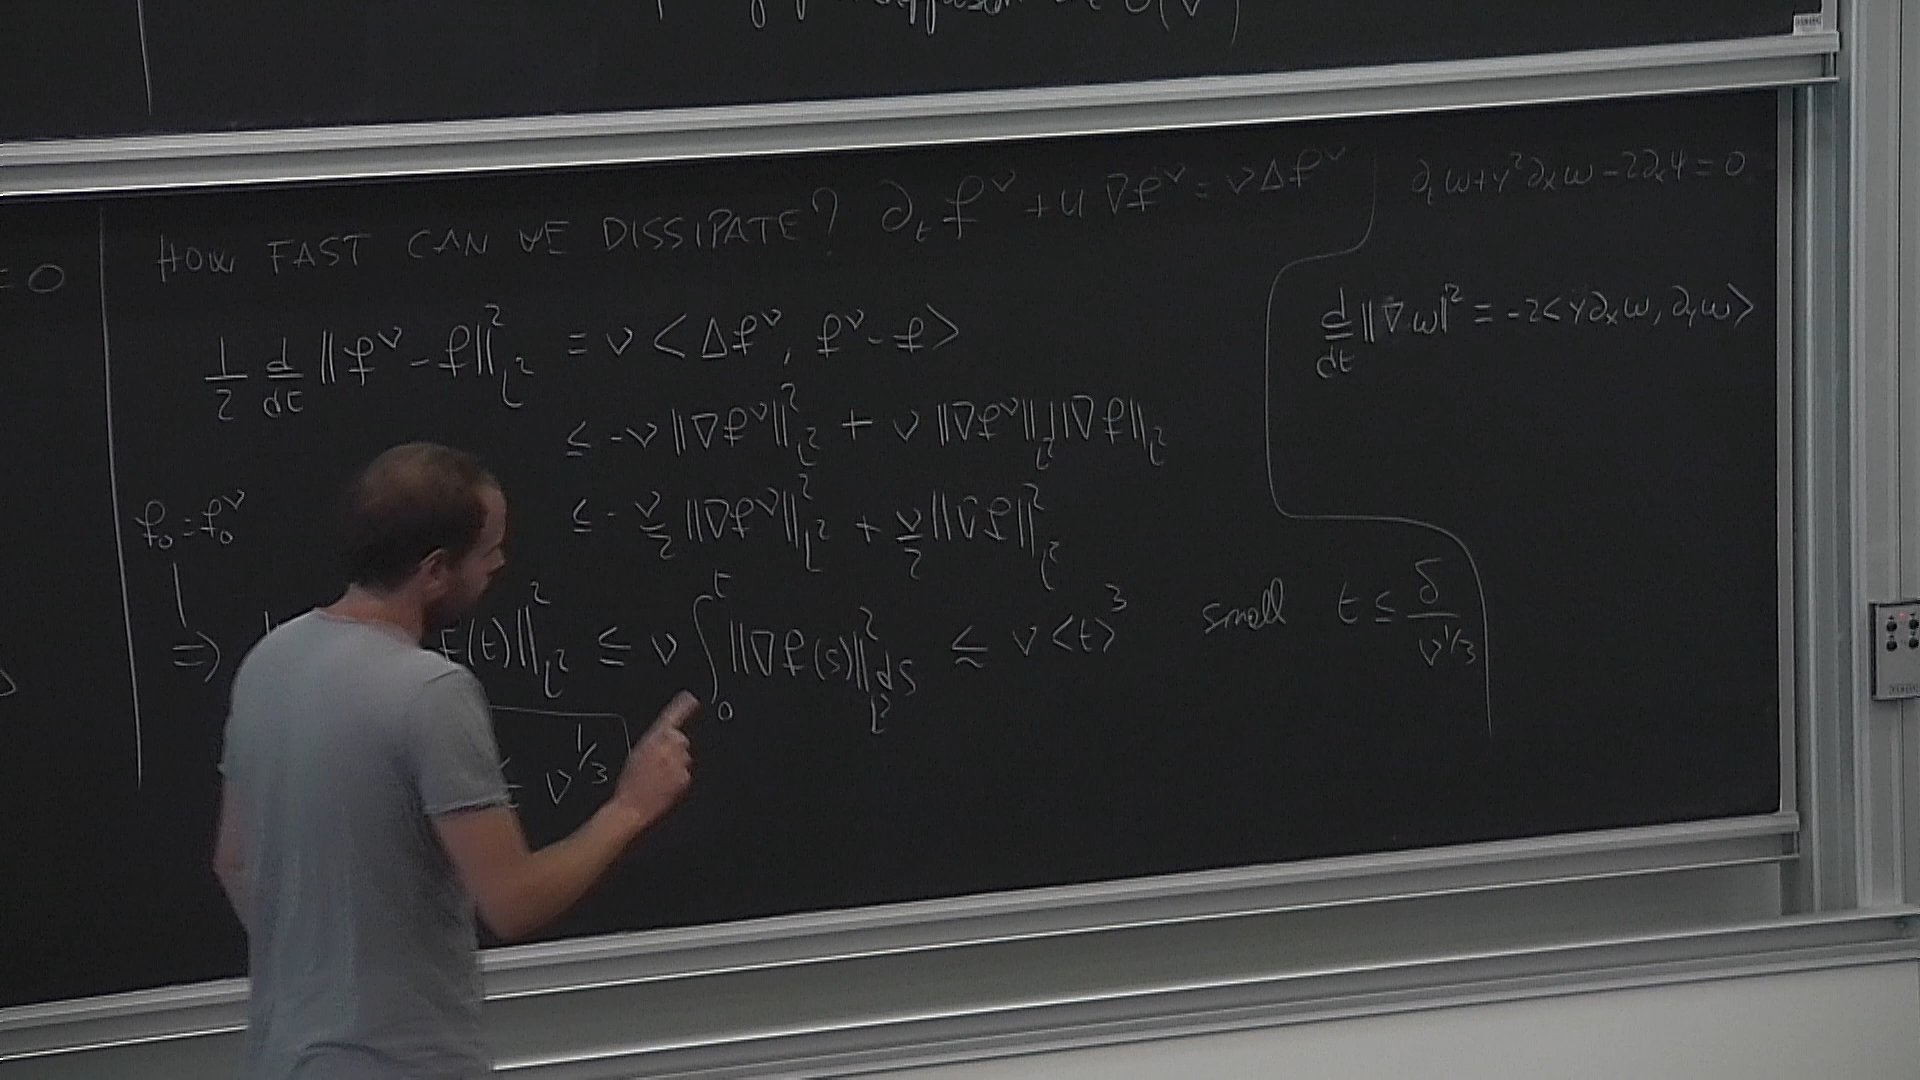 = 0
HOW FAST CAN WE DISSIPATE? ∂_t f^ν + u ∇f^ν = νΔf^ν
1/2 d/dt ||f^ν - f||²_{L²} = ν <Δf^ν, f^ν - f>
≤ -ν ||∇f^ν||²_{L²} + ν ||∇f^ν||_{L²} ||∇f||_{L²}
≤ - ν/2 ||∇f^ν||²_{L²} + ν/2 ||∇f||²_{L²}
f_0 = f_0^ν
⇒ f(t)||²_{L²} ≤ ν ∫_0^t ||∇f(s)||²_{L²} ds ≤ ν <t>³ small t ≤ δ/ν^{1/3}
≤ ν^{1/3}
∂_t ω + y² ∂_x ω - 2∂_x ψ = 0
d/dt ||∇ω||² = -2 <y ∂_x ω, ∂_y ω>